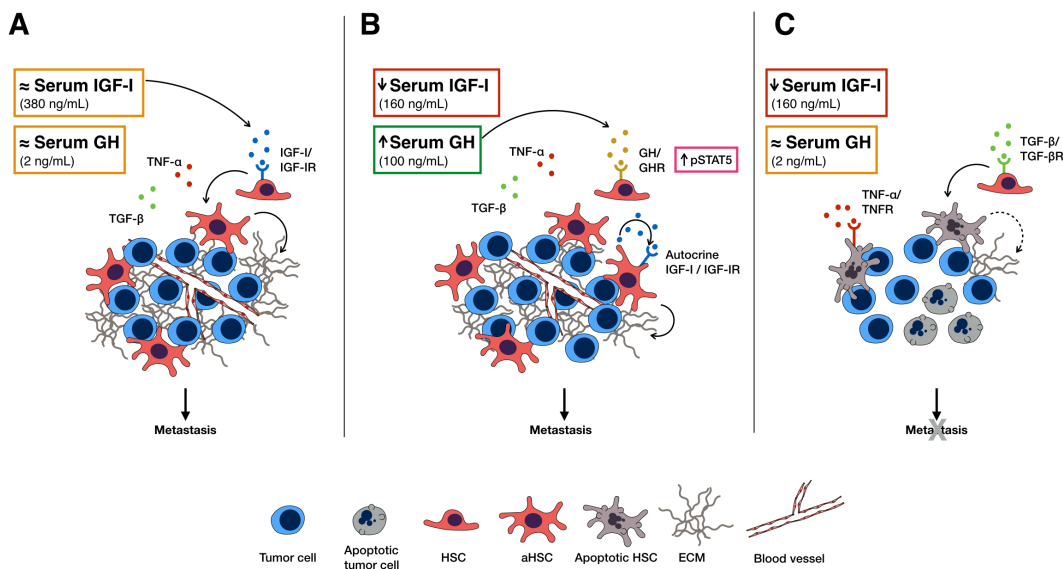 A
≈ Serum IGF-I
(380 ng/mL)
≈ Serum GH
(2 ng/mL)
TNF-α
IGF-I/
IGF-IR
TGF-β
Metastasis
B
↓ Serum IGF-I
(160 ng/mL)
↑ Serum GH
(100 ng/mL)
TNF-α
GH/
GHR
↑ pSTAT5
TGF-β
Autocrine
IGF-I / IGF-IR
Metastasis
C
↓ Serum IGF-I
(160 ng/mL)
≈ Serum GH
(2 ng/mL)
TGF-β/
TGF-βR
TNF-α/
TNFR
Metastasis
X
Tumor cell
Apoptotic
tumor cell
HSC
aHSC
Apoptotic HSC
ECM
Blood vessel